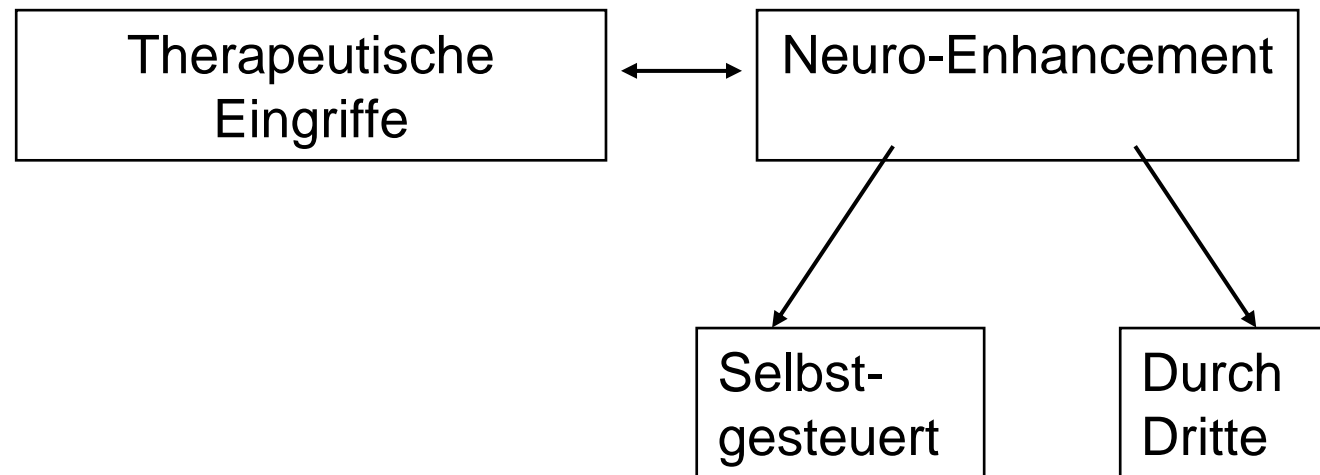 Therapeutische
Eingriffe
Neuro-Enhancement
Selbst-
gesteuert
Durch
Dritte